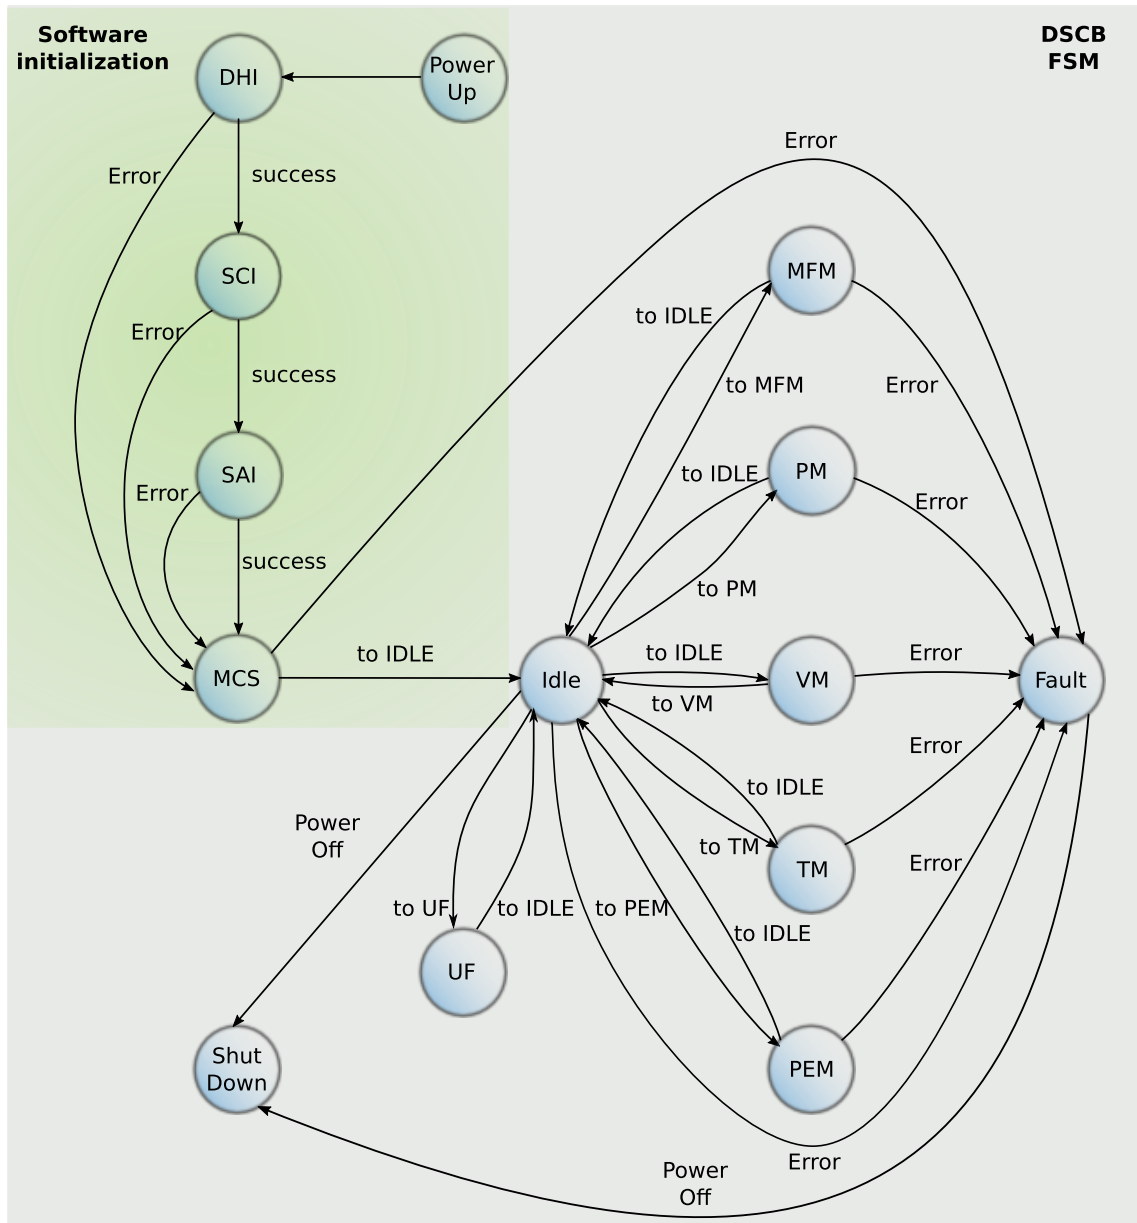 Software
initialization
DSCB
FSM
DHI
Power
Up
Error
Error
success
SCI
MFM
to IDLE
Error
success
to MFM
Error
SAI
to IDLE
PM
Error
Error
success
to PM
MCS
to IDLE
Idle
to IDLE
to VM
VM
Error
Fault
Error
to IDLE
Power
Off
to TM
TM
Error
to UF
to IDLE
to PEM
to IDLE
UF
Shut
Down
PEM
Error
Power
Off